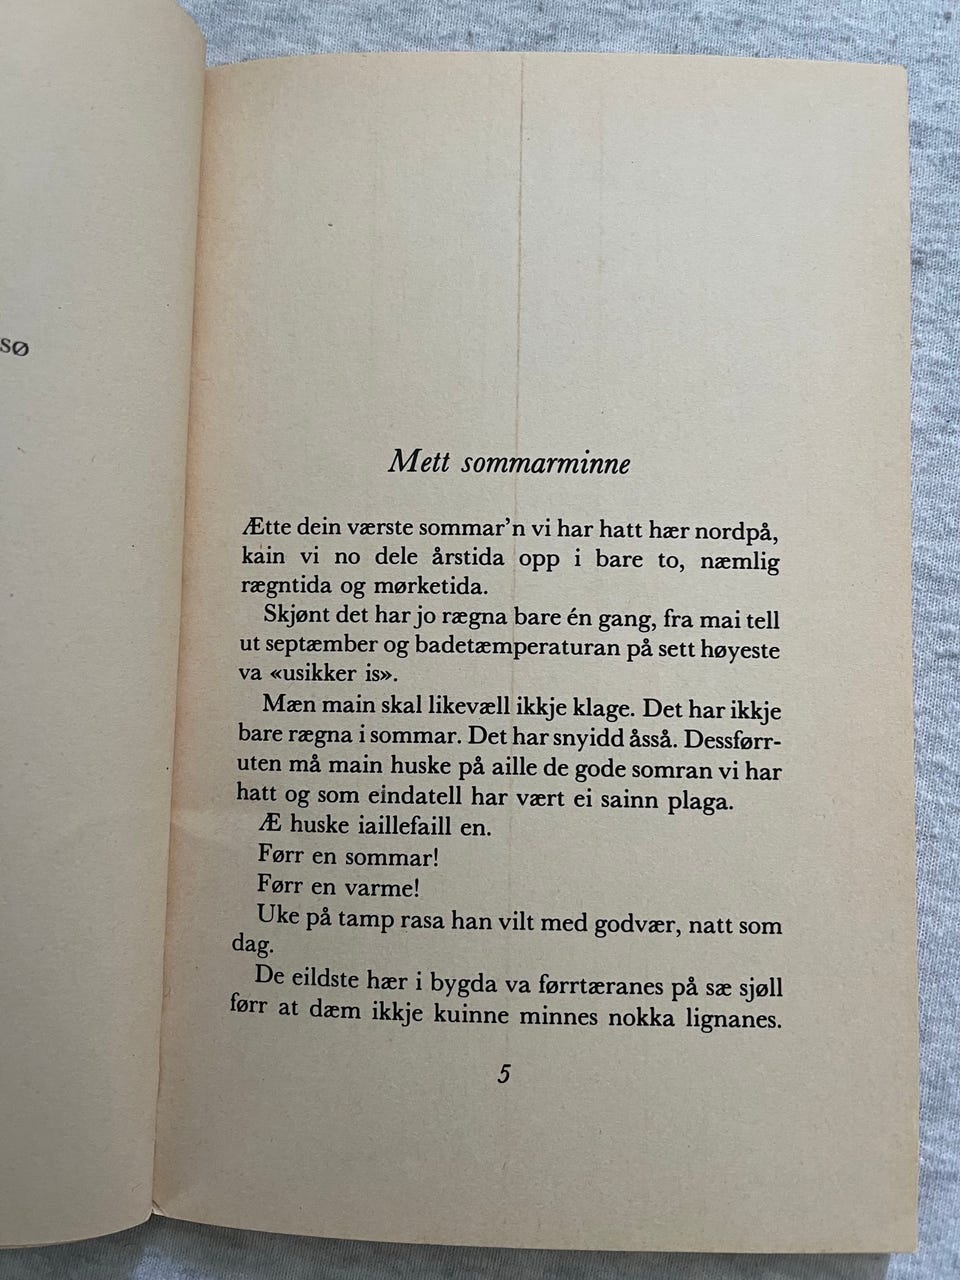 sø
Mett sommarminne
Ætte dein værste sommar'n vi har hatt hær nordpå,
kain vi no dele årstida opp i bare to, næmlig
rægntida og mørketida.
Skjønt det har jo rægna bare én gang, fra mai tell
ut septæmber og badetæmperaturan på sett høyeste
va «usikker is».
Mæn main skal likevæll ikkje klage. Det har ikkje
bare rægna i sommar. Det har snyidd åsså. Dessførr-
uten må main huske på aille de gode somran vi har
hatt og som eindatell har vært ei sainn plaga.
Æ huske iaillefaill en.
Førr en sommar!
Førr en varme!
Uke på tamp rasa han vilt med godvær, natt som
dag.
De eildste hær i bygda va førrtæranes på sæ sjøll
førr at dæm ikkje kuinne minnes nokka lignanes.
5